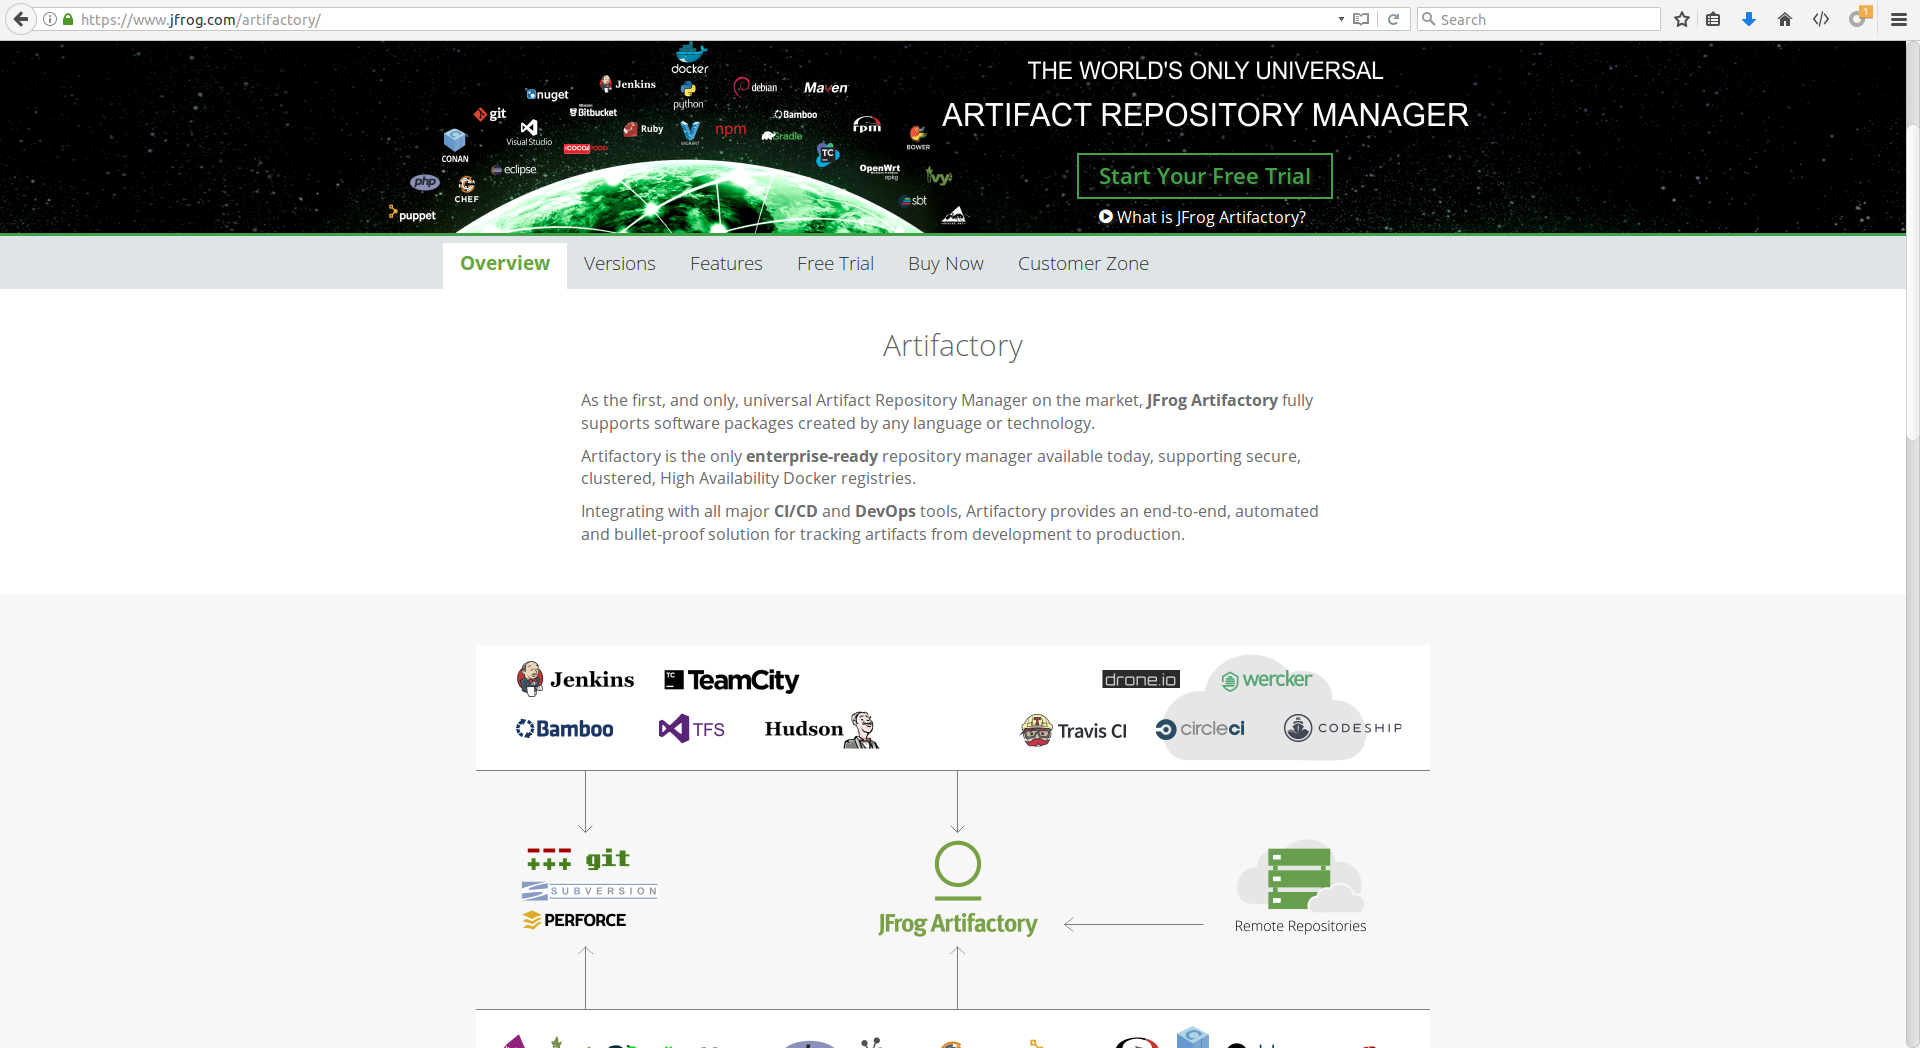 https://www.jfrog.com/artifactory/
Search
1
docker
Jenkins
debian
Maven
nuget
python
Bitbucket
git
Bamboo
Visual Studio
Ruby
VAGRANT
npm
Gradle
rpm
BOWER
CONAN
COCOAPODS
TC
eclipse
OpenWrt
opkg
Ivy
php
CHEF
sbt
puppet
THE WORLD'S ONLY UNIVERSAL
ARTIFACT REPOSITORY MANAGER
Start Your Free Trial
What is JFrog Artifactory?
Overview
Versions
Features
Free Trial
Buy Now
Customer Zone
Artifactory
As the first, and only, universal Artifact Repository Manager on the market, JFrog Artifactory fully
supports software packages created by any language or technology.
Artifactory is the only enterprise-ready repository manager available today, supporting secure,
clustered, High Availability Docker registries.
Integrating with all major CI/CD and DevOps tools, Artifactory provides an end-to-end, automated
and bullet-proof solution for tracking artifacts from development to production.
Jenkins
TC TeamCity
drone.io
wercker
Bamboo
TFS
Hudson
Travis CI
circleci
CODESHIP
git
SUBVERSION
PERFORCE
JFrog Artifactory
Remote Repositories